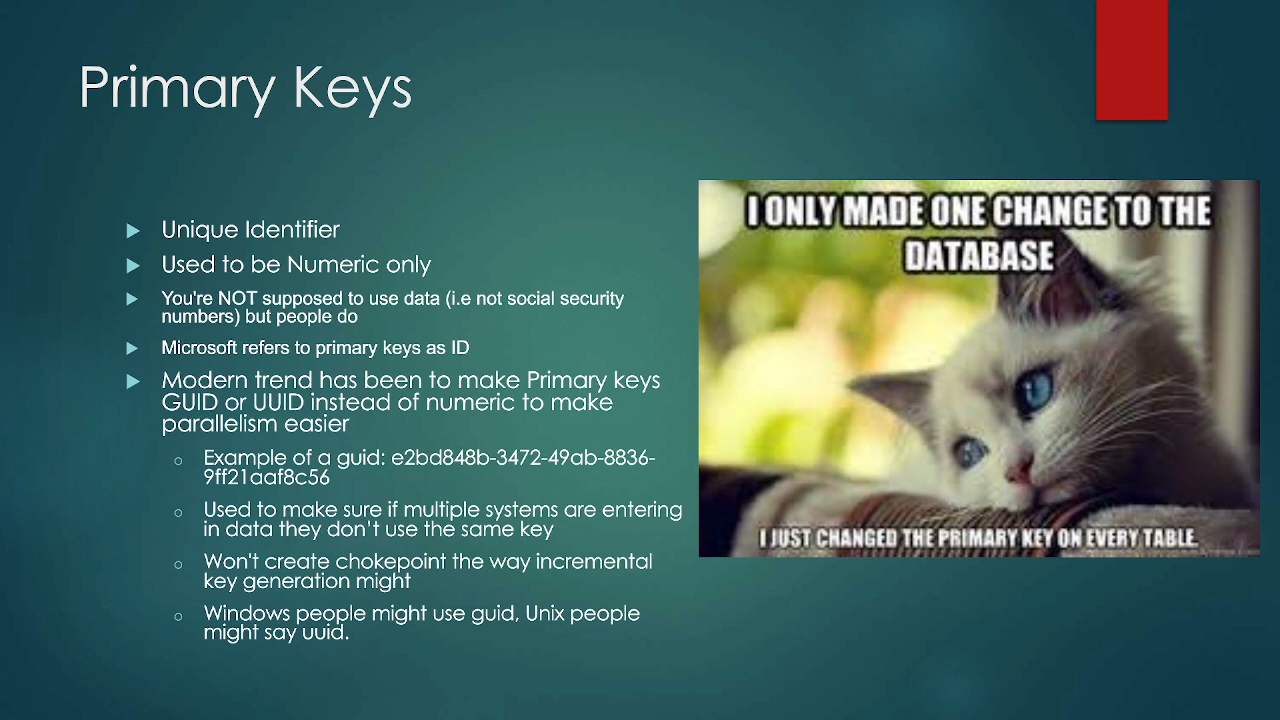 Primary Keys
Unique Identifier
Used to be Numeric only
You're NOT supposed to use data (i.e not social security
numbers) but people do
Microsoft refers to primary keys as ID
Modern trend has been to make Primary keys
GUID or UUID instead of numeric to make
parallelism easier
Example of a guid: e2bd848b-3472-49ab-8836-
9ff21aaf8c56
Used to make sure if multiple systems are entering
in data they don't use the same key
Won't create chokepoint the way incremental
key generation might
Windows people might use guid, Unix people
might say uuid.
I ONLY MADE ONE CHANGE TO THE
DATABASE
I JUST CHANGED THE PRIMARY KEY ON EVERY TABLE.